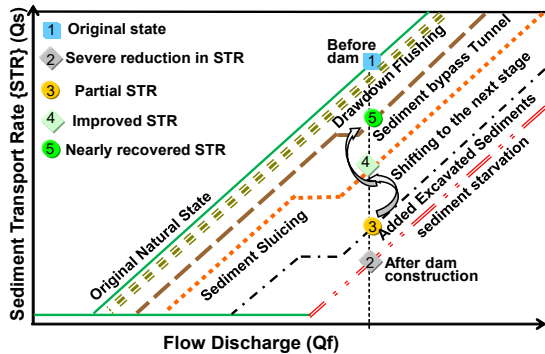 Sediment Transport Rate {STR} (Qs)
1 Original state
2 Severe reduction in STR
3 Partial STR
4 Improved STR
5 Nearly recovered STR
Before
dam
1
Original Natural State
Drawdown Flushing
Sediment bypass Tunnel
5
Shifting to the next stage
4
Sediment Sluicing
Added Excavated Sediments
3
sediment starvation
2
After dam
construction
Flow Discharge (Qf)